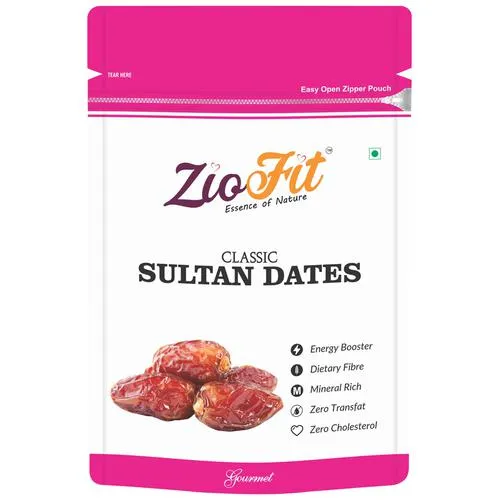 TEAR HERE
Easy Open Zipper Pouch
ZioFit™
Essence of Nature
CLASSIC
SULTAN DATES
Energy Booster
Dietary Fibre
M Mineral Rich
Zero Transfat
Zero Cholesterol
Gourmet